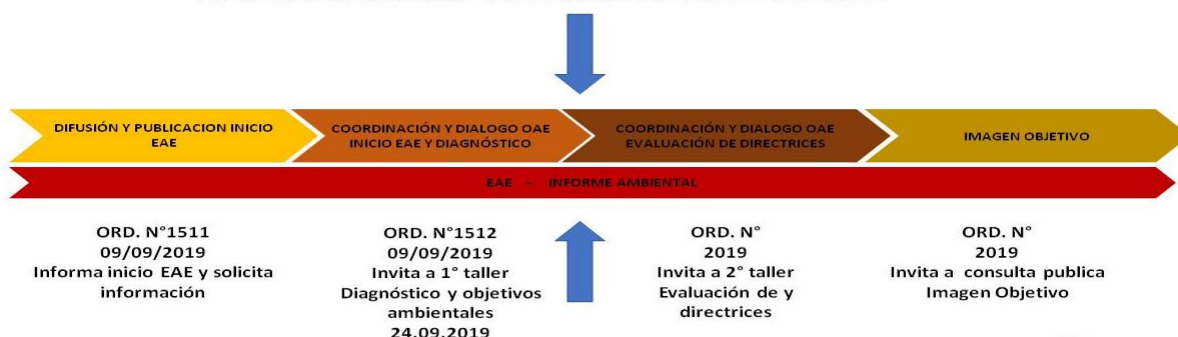 DIFUSIÓN Y PUBLICACION INICIO
EAE
COORDINACIÓN Y DIALOGO OAE
INICIO EAE Y DIAGNÓSTICO
COORDINACIÓN Y DIALOGO OAE
EVALUACIÓN DE DIRECTRICES
IMAGEN OBJETIVO
EAE - INFORME AMBIENTAL
ORD. N°1511
09/09/2019
Informa inicio EAE y solicita
información
ORD. N°1512
09/09/2019
Invita a 1° taller
Diagnóstico y objetivos
ambientales
24.09.2019
ORD. N°
2019
Invita a 2° taller
Evaluación de y
directrices
ORD. N°
2019
Invita a consulta publica
Imagen Objetivo